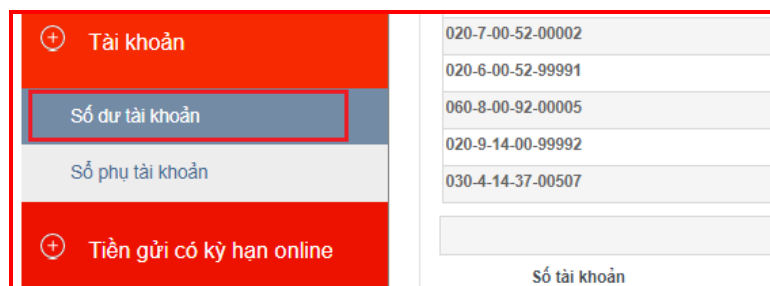 Tài khoản
Số dư tài khoản
Sổ phụ tài khoản
Tiền gửi có kỳ hạn online
020-7-00-52-00002
020-6-00-52-99991
060-8-00-92-00005
020-9-14-00-99992
030-4-14-37-00507
Số tài khoản